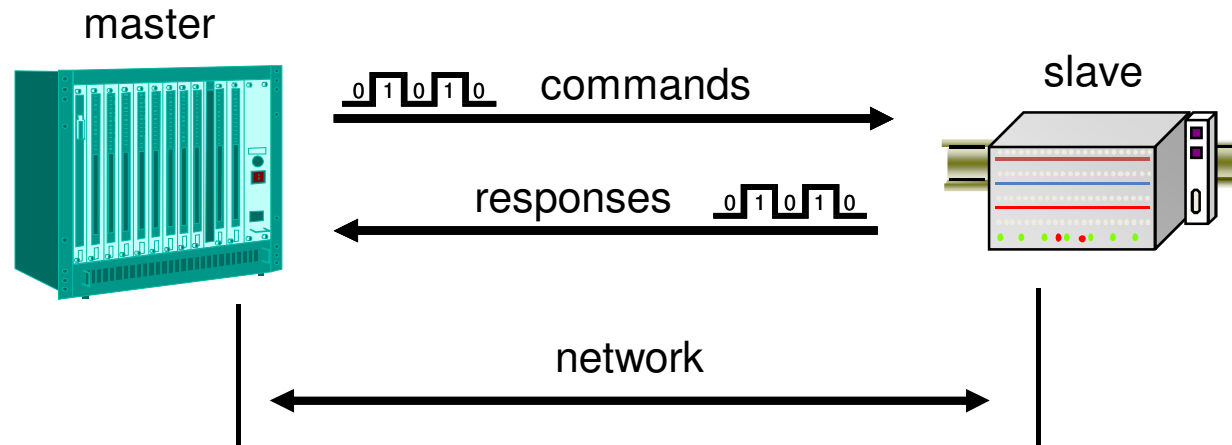 master
slave
0 1 0 1 0
commands
responses
0 1 0 1 0
network